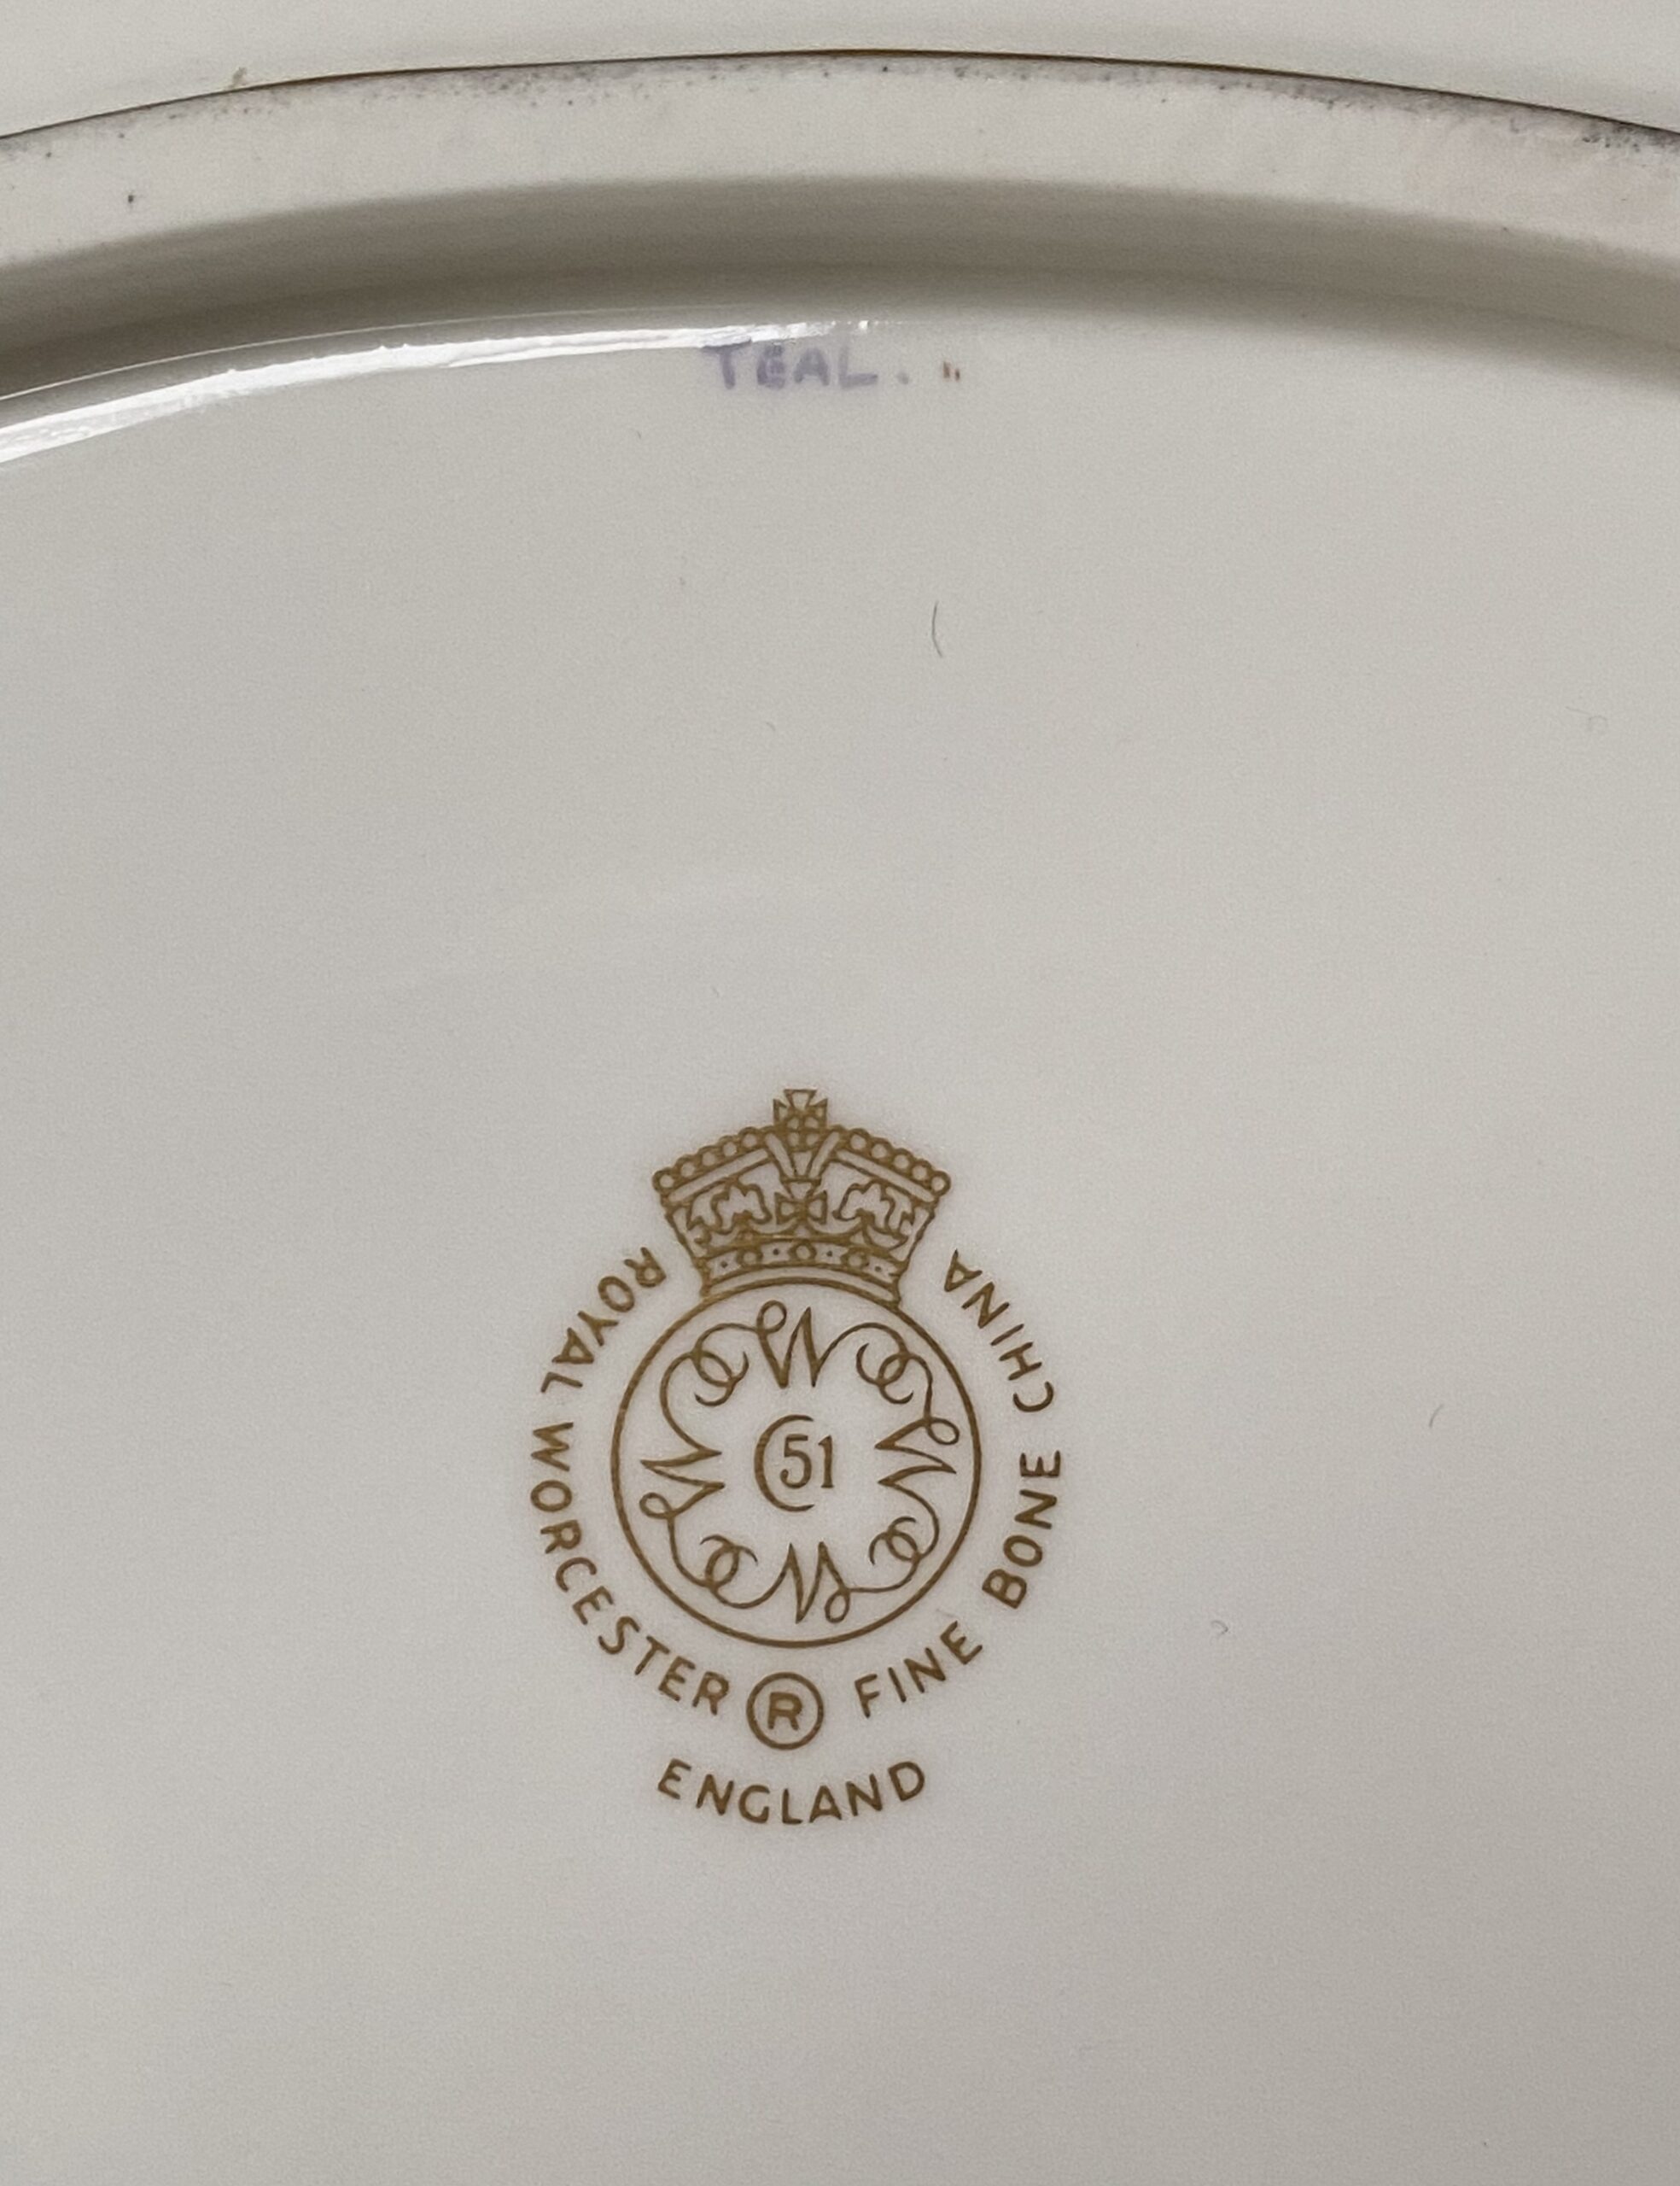 TEAL.
ROYAL WORCESTER ® FINE BONE CHINA
51
ENGLAND